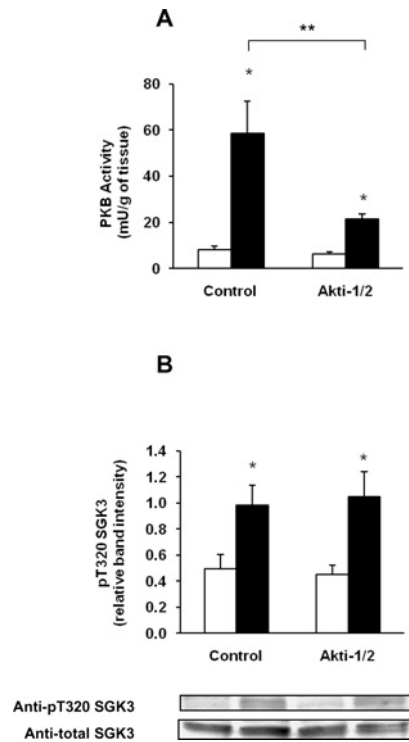 A
**
80
*
60
PKB Activity
(mU/g of tissue)
40
*
20
0
Control Akti-1/2
B
1.4
*
1.2
*
1.0
pT320 SGK3
(relative band intensity)
0.8
0.6
0.4
0.2
0.0
Control Akti-1/2
Anti-pT320 SGK3
Anti-total SGK3